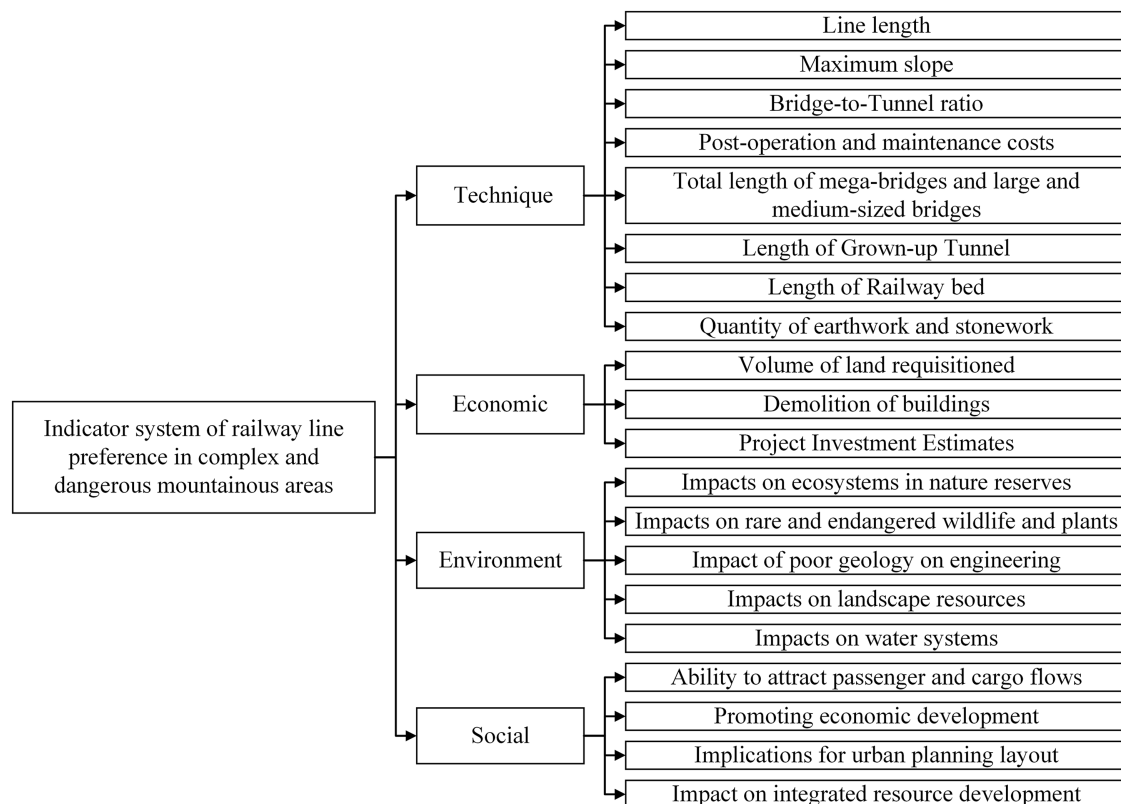 Indicator system of railway line
preference in complex and
dangerous mountainous areas
Technique
Line length
Maximum slope
Bridge-to-Tunnel ratio
Post-operation and maintenance costs
Total length of mega-bridges and large and
medium-sized bridges
Length of Grown-up Tunnel
Length of Railway bed
Quantity of earthwork and stonework
Economic
Volume of land requisitioned
Demolition of buildings
Project Investment Estimates
Environment
Impacts on ecosystems in nature reserves
Impacts on rare and endangered wildlife and plants
Impact of poor geology on engineering
Impacts on landscape resources
Impacts on water systems
Social
Ability to attract passenger and cargo flows
Promoting economic development
Implications for urban planning layout
Impact on integrated resource development